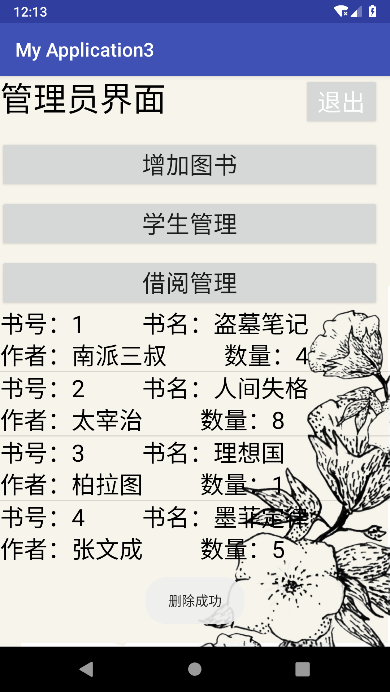 12:13
My Application3
管理员界面 退出
增加图书
学生管理
借阅管理
书号：1 书名：盗墓笔记
作者：南派三叔 数量：4
书号：2 书名：人间失格
作者：太宰治 数量：8
书号：3 书名：理想国
作者：柏拉图 数量：1
书号：4 书名：墨菲定律
作者：张文成 数量：5
删除成功